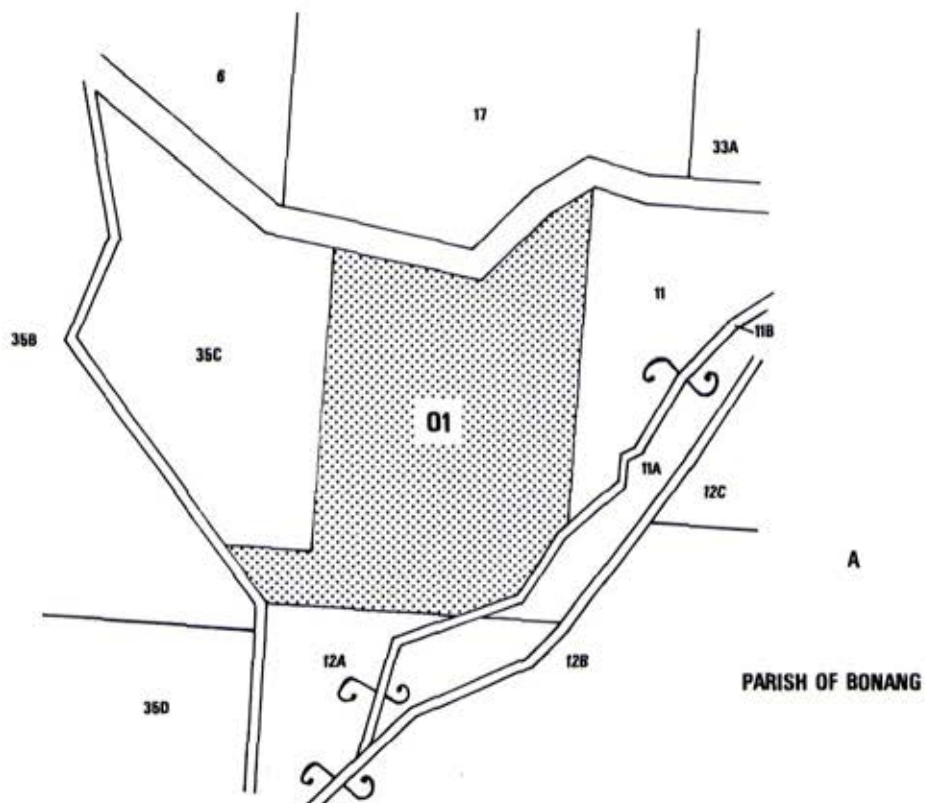 6
17
33A
11
11B
35B
35C
01
11A
12C
A
12A
12B
PARISH OF BONANG
35D